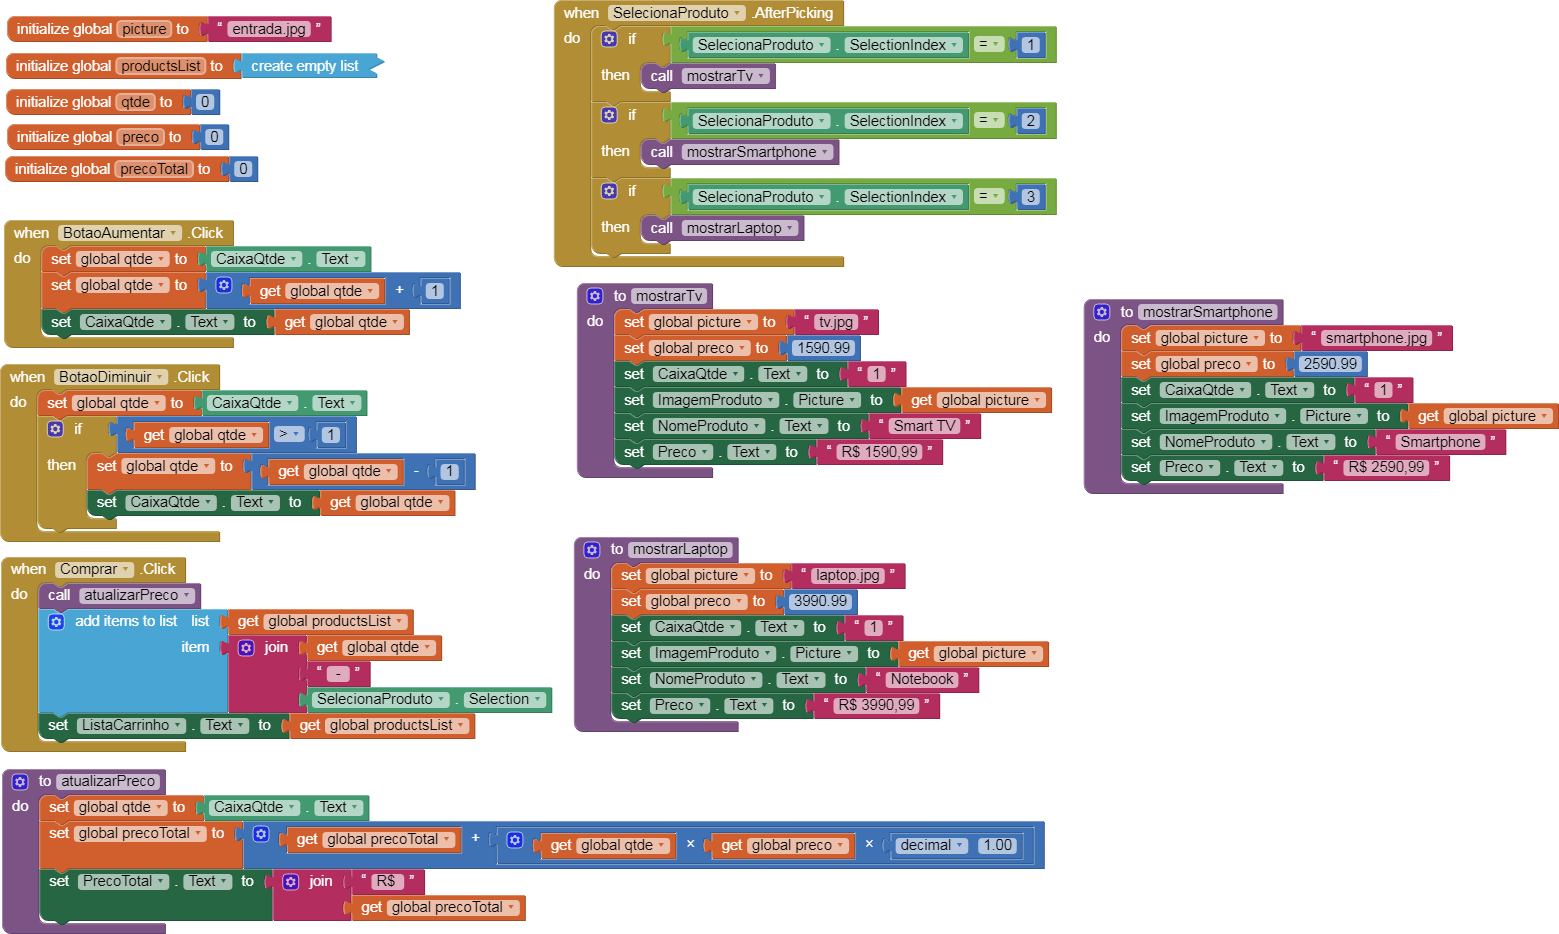 initialize global picture to " entrada.jpg "
initialize global productsList to create empty list
initialize global qtde to 0
initialize global preco to 0
initialize global precoTotal to 0
when BotaoAumentar .Click
do set global qtde to CaixaQtde . Text
set global qtde to get global qtde + 1
set CaixaQtde . Text to get global qtde
when BotaoDiminuir .Click
do set global qtde to CaixaQtde . Text
if get global qtde > 1
then set global qtde to get global qtde - 1
set CaixaQtde . Text to get global qtde
when Comprar .Click
do call atualizarPreco
add items to list list get global productsList
item join get global qtde
" - "
SelecionaProduto . Selection
set ListaCarrinho . Text to get global productsList
to atualizarPreco
do set global qtde to CaixaQtde . Text
set global precoTotal to get global precoTotal + get global qtde × get global preco × decimal 1.00
set PrecoTotal . Text to join " R$ "
get global precoTotal
when SelecionaProduto .AfterPicking
do if SelecionaProduto . SelectionIndex = 1
then call mostrarTv
if SelecionaProduto . SelectionIndex = 2
then call mostrarSmartphone
if SelecionaProduto . SelectionIndex = 3
then call mostrarLaptop
to mostrarTv
do set global picture to " tv.jpg "
set global preco to 1590.99
set CaixaQtde . Text to " 1 "
set ImagemProduto . Picture to get global picture
set NomeProduto . Text to " Smart TV "
set Preco . Text to " R$ 1590,99 "
to mostrarSmartphone
do set global picture to " smartphone.jpg "
set global preco to 2590.99
set CaixaQtde . Text to " 1 "
set ImagemProduto . Picture to get global picture
set NomeProduto . Text to " Smartphone "
set Preco . Text to " R$ 2590,99 "
to mostrarLaptop
do set global picture to " laptop.jpg "
set global preco to 3990.99
set CaixaQtde . Text to " 1 "
set ImagemProduto . Picture to get global picture
set NomeProduto . Text to " Notebook "
set Preco . Text to " R$ 3990,99 "